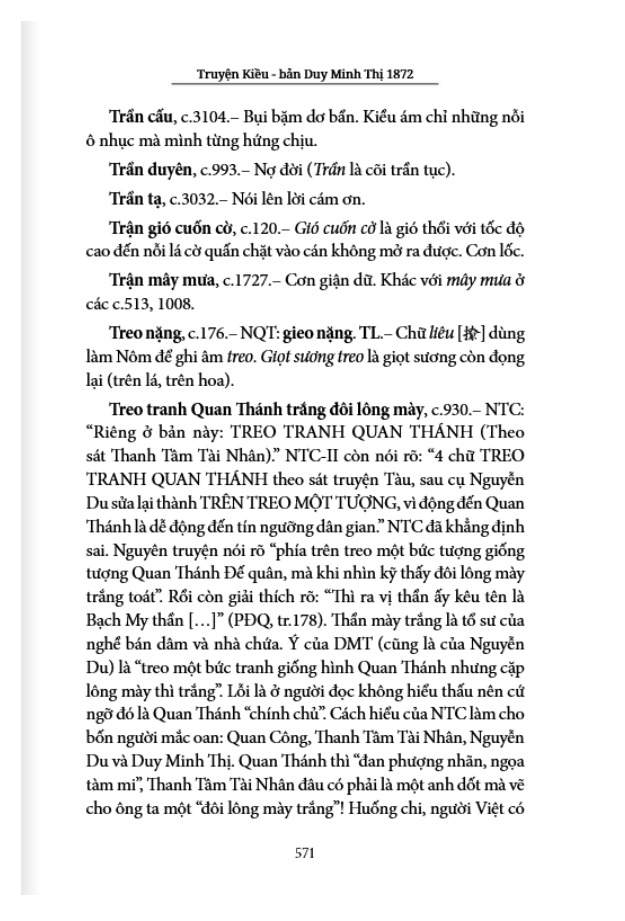 Truyện Kiều - bản Duy Minh Thị 1872
Trần cấu, c.3104.– Bụi bặm dơ bẩn. Kiều ám chỉ những nỗi
ô nhục mà mình từng hứng chịu.
Trần duyên, c.993.– Nợ đời (Trần là cõi trần tục).
Trần tạ, c.3032.– Nói lên lời cám ơn.
Trận gió cuốn cờ, c.120.– Gió cuốn cờ là gió thổi với tốc độ
cao đến nỗi lá cờ quấn chặt vào cán không mở ra được. Cơn lốc.
Trận mây mưa, c.1727.– Cơn giận dữ. Khác với mây mưa ở
các c.513, 1008.
Treo nặng, c.176.– NQT: gieo nặng. TL.– Chữ liêu [撩] dùng
làm Nôm để ghi âm treo. Giọt sương treo là giọt sương còn đọng
lại (trên lá, trên hoa).
Treo tranh Quan Thánh trắng đôi lông mày, c.930.– NTC:
“Riêng ở bản này: TREO TRANH QUAN THÁNH (Theo
sát Thanh Tâm Tài Nhân).” NTC-II còn nói rõ: “4 chữ TREO
TRANH QUAN THÁNH theo sát truyện Tàu, sau cụ Nguyễn
Du sửa lại thành TRÊN TREO MỘT TƯỢNG, vì động đến Quan
Thánh là dễ động đến tín ngưỡng dân gian.” NTC đã khẳng định
sai. Nguyên truyện nói rõ “phía trên treo một bức tượng giống
tượng Quan Thánh Đế quân, mà khi nhìn kỹ thấy đôi lông mày
trắng toát”. Rồi còn giải thích rõ: “Thì ra vị thần ấy kêu tên là
Bạch My thần […]” (PĐQ, tr.178). Thần mày trắng là tổ sư của
nghề bán dâm và nhà chứa. Ý của DMT (cũng là của Nguyễn
Du) là “treo một bức tranh giống hình Quan Thánh nhưng cặp
lông mày thì trắng”. Lỗi là ở người đọc không hiểu thấu nên cứ
ngỡ đó là Quan Thánh “chính chủ”. Cách hiểu của NTC làm cho
bốn người mắc oan: Quan Công, Thanh Tâm Tài Nhân, Nguyễn
Du và Duy Minh Thị. Quan Thánh thì “đan phượng nhãn, ngọa
tàm mi”, Thanh Tâm Tài Nhân đâu có phải là một anh dốt mà vẽ
cho ông ta một “đôi lông mày trắng”! Huống chi, người Việt có
571